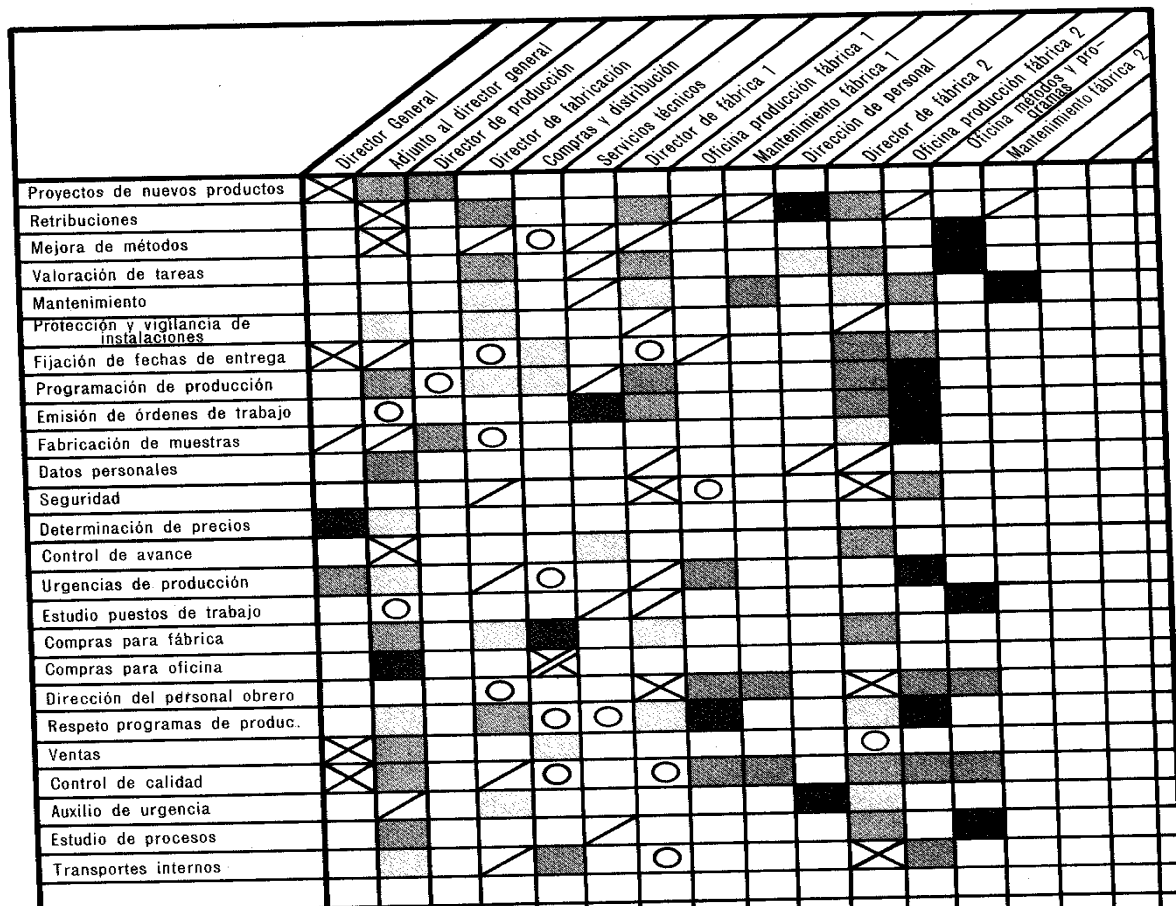 Director General
Adjunto al director general
Director de producción
Director de fabricación
Compras y distribución
Servicios técnicos
Director de fábrica 1
Oficina producción fábrica 1
Mantenimiento fábrica 1
Dirección de personal
Director de fábrica 2
Oficina producción fábrica 2
Oficina métodos y pro-
gramas
Mantenimiento fábrica 2
Proyectos de nuevos productos
Retribuciones
Mejora de métodos
Valoración de tareas
Mantenimiento
Protección y vigilancia de
instalaciones
Fijación de fechas de entrega
Programación de producción
Emisión de órdenes de trabajo
Fabricación de muestras
Datos personales
Seguridad
Determinación de precios
Control de avance
Urgencias de producción
Estudio puestos de trabajo
Compras para fábrica
Compras para oficina
Dirección del personal obrero
Respeto programas de produc.
Ventas
Control de calidad
Auxilio de urgencia
Estudio de procesos
Transportes internos